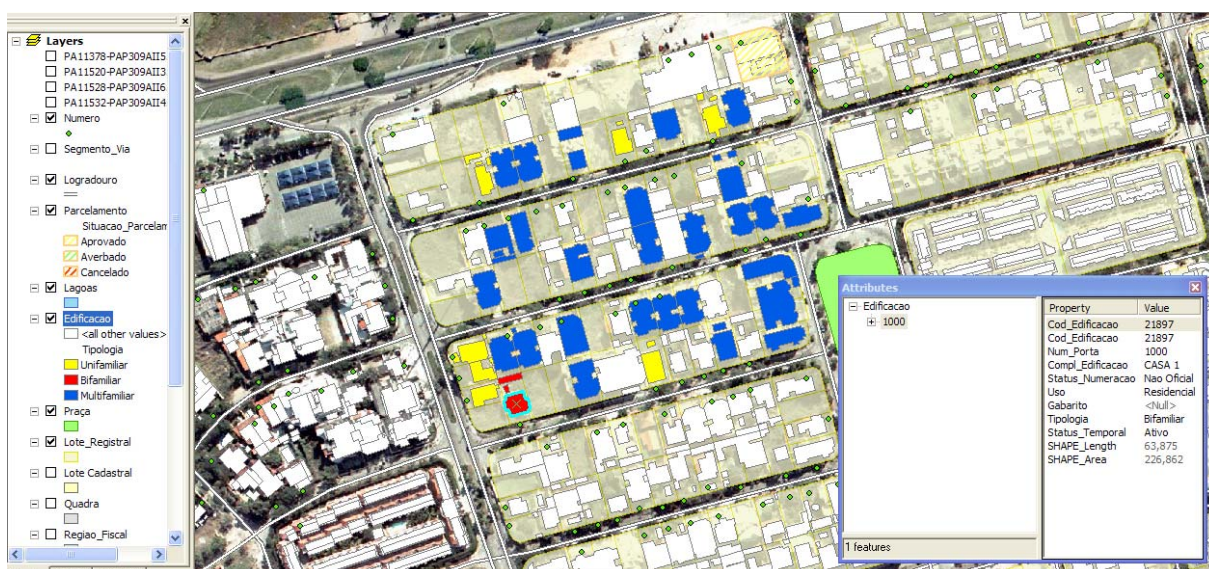 Layers
PA11378-PAP309AII5
PA11520-PAP309AII3
PA11528-PAP309AII6
PA11532-PAP309AII4
Numero
Segmento_Via
Logradouro
Parcelamento
Situacao_Parcelam
Aprovado
Averbado
Cancelado
Lagoas
Edificacao
<all other values>
Tipologia
Unifamiliar
Bifamiliar
Multifamiliar
Praça
Lote_Registral
Lote Cadastral
Quadra
Regiao_Fiscal
Attributes
Edificacao
1000
1 features
Property Value
Cod_Edificacao 21897
Cod_Edificacao 21897
Num_Porta 1000
Compl_Edificacao CASA 1
Status_Numeracao Nao Oficial
Uso Residencial
Gabarito <Null>
Tipologia Bifamiliar
Status_Temporal Ativo
SHAPE_Length 63,875
SHAPE_Area 226,862